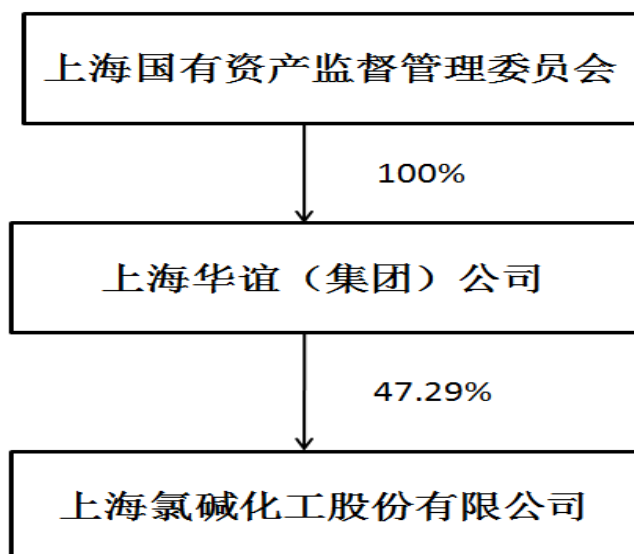 上海国有资产监督管理委员会
100%
上海华谊（集团）公司
47.29%
上海氯碱化工股份有限公司